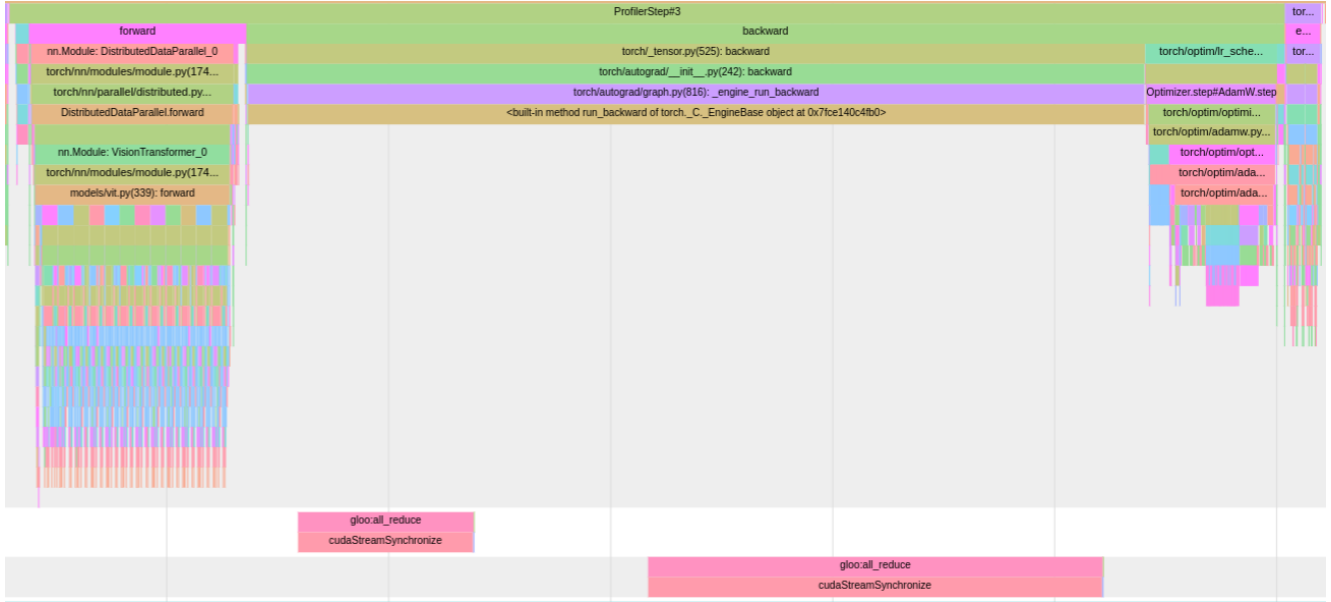 ProfilerStep#3
tor...
forward
backward
e...
nn.Module: DistributedDataParallel_0
torch/_tensor.py(525): backward
torch/optim/lr_sche...
tor...
torch/nn/modules/module.py(174...
torch/autograd/__init__.py(242): backward
torch/nn/parallel/distributed.py...
torch/autograd/graph.py(816): _engine_run_backward
Optimizer.step#AdamW.step
DistributedDataParallel.forward
<built-in method run_backward of torch._C._EngineBase object at 0x7fce140c4fb0>
torch/optim/optimi...
torch/optim/adamw.py...
nn.Module: VisionTransformer_0
torch/optim/opt...
torch/nn/modules/module.py(174...
torch/optim/ada...
models/vit.py(339): forward
torch/optim/ada...
gloo:all_reduce
cudaStreamSynchronize
gloo:all_reduce
cudaStreamSynchronize